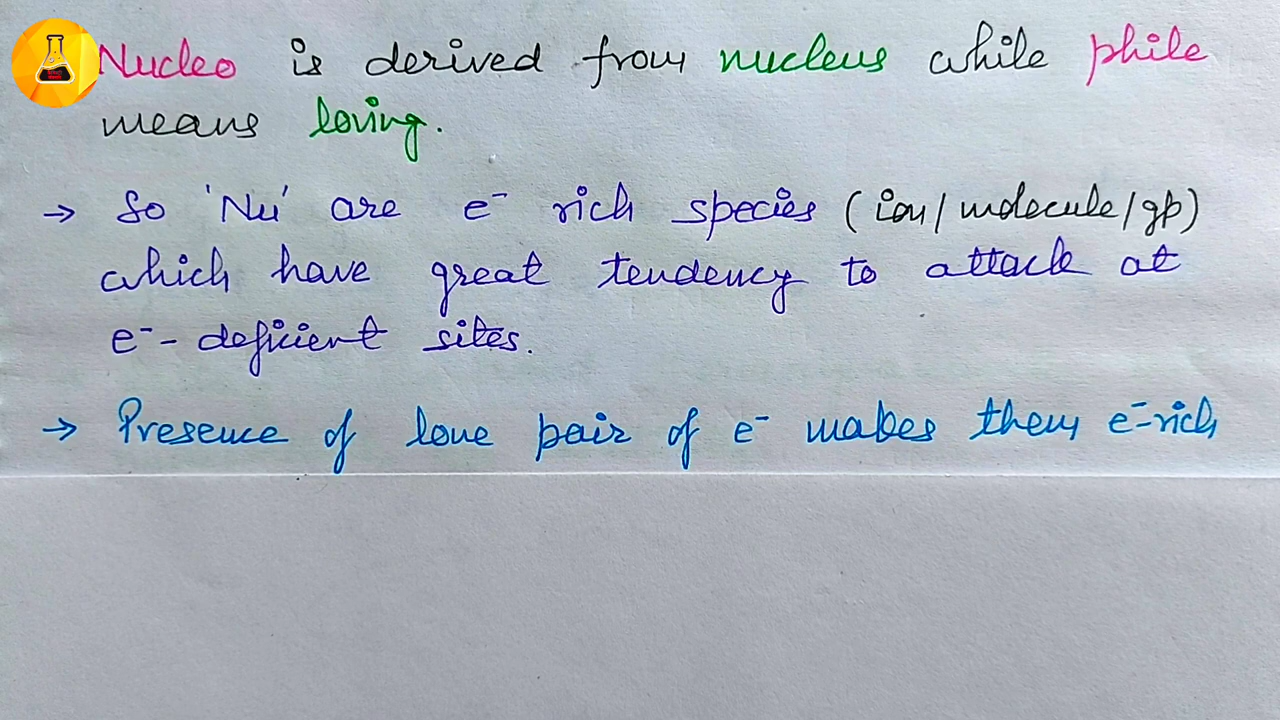 Nucleo is derived from nucleus while phile
means loving.
→ So 'Nu' are e⁻ rich species (ion/molecule/gp)
which have great tendency to attack at
e⁻-deficient sites.
→ Presence of lone pair of e⁻ makes them e⁻-rich